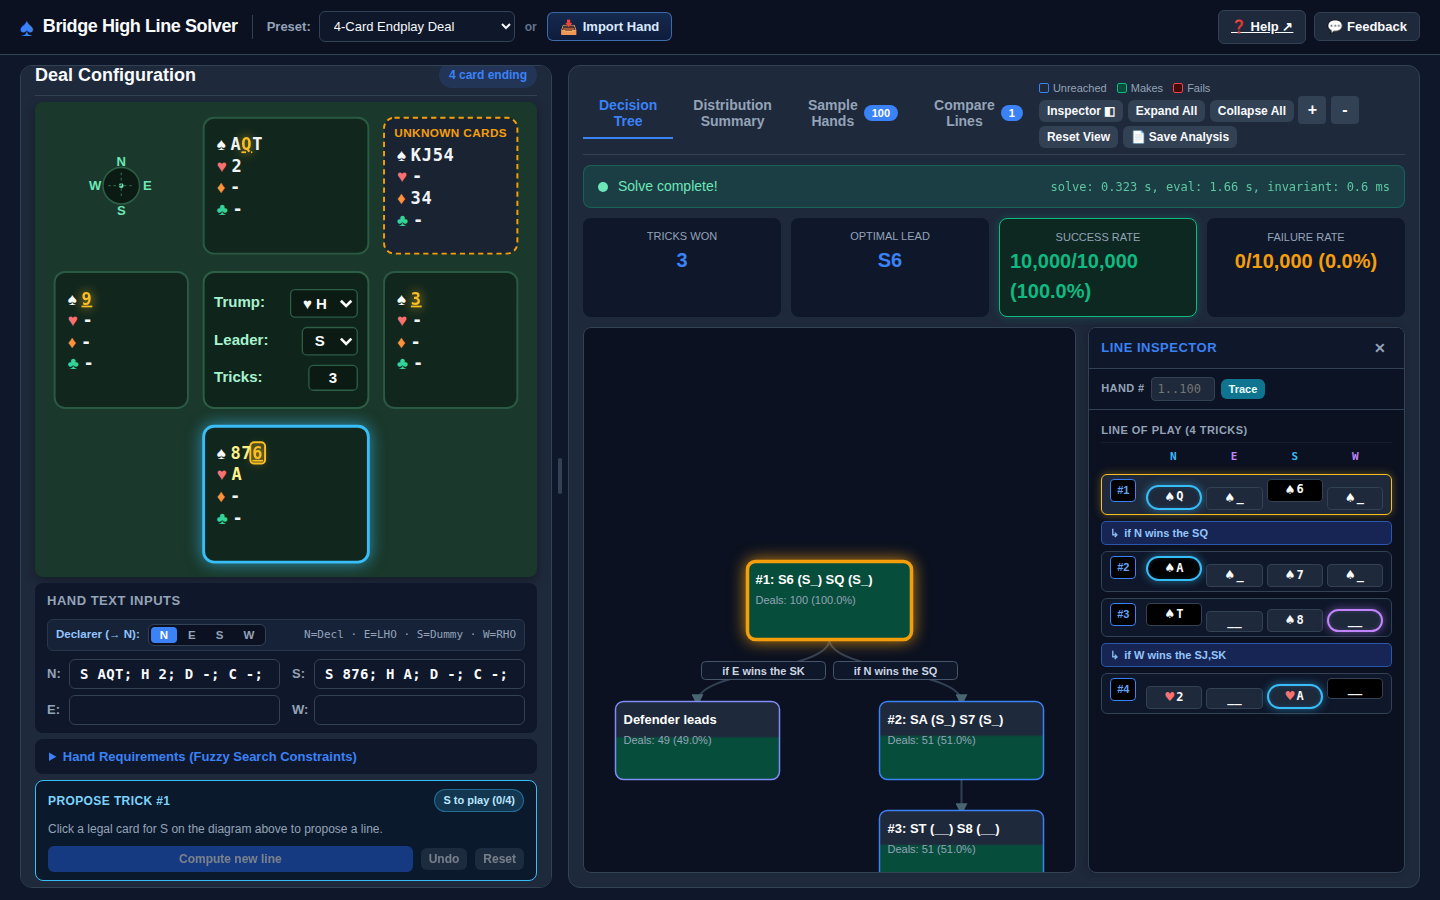 ♠ Bridge High Line Solver
Preset: 4-Card Endplay Deal or 📥 Import Hand
❓ Help ↗ 💬 Feedback
Deal Configuration
4 card ending
N
W E
S
♠ AQT
♥ 2
♦ -
♣ -
UNKNOWN CARDS
♠ KJ54
♥ -
♦ 34
♣ -
♠ 9
♥ -
♦ -
♣ -
Trump: ♥ H
Leader: S
Tricks: 3
♠ 3
♥ -
♦ -
♣ -
♠ 876
♥ A
♦ -
♣ -
HAND TEXT INPUTS
Declarer (→ N): N E S W N=Decl · E=LHO · S=Dummy · W=RHO
N: S AQT; H 2; D -; C -; S: S 876; H A; D -; C -;
E: W:
▶ Hand Requirements (Fuzzy Search Constraints)
PROPOSE TRICK #1 S to play (0/4)
Click a legal card for S on the diagram above to propose a line.
Compute new line Undo Reset
Decision
Tree
Distribution
Summary
Sample
Hands
100
Compare
Lines
1
Unreached Makes Fails
Inspector ◧ Expand All Collapse All + -
Reset View 📄 Save Analysis
Solve complete! solve: 0.323 s, eval: 1.66 s, invariant: 0.6 ms
TRICKS WON
3
OPTIMAL LEAD
S6
SUCCESS RATE
10,000/10,000
(100.0%)
FAILURE RATE
0/10,000 (0.0%)
#1: S6 (S_) SQ (S_)
Deals: 100 (100.0%)
if E wins the SK if N wins the SQ
Defender leads
Deals: 49 (49.0%)
#2: SA (S_) S7 (S_)
Deals: 51 (51.0%)
#3: ST (__) S8 (__)
Deals: 51 (51.0%)
LINE INSPECTOR ×
HAND # 1..100 Trace
LINE OF PLAY (4 TRICKS)
N E S W
#1 ♠Q ♠_ ♠6 ♠_
↳ if N wins the SQ
#2 ♠A ♠_ ♠7 ♠_
#3 ♠T __ ♠8 __
↳ if W wins the SJ,SK
#4 ♥2 __ ♥A __